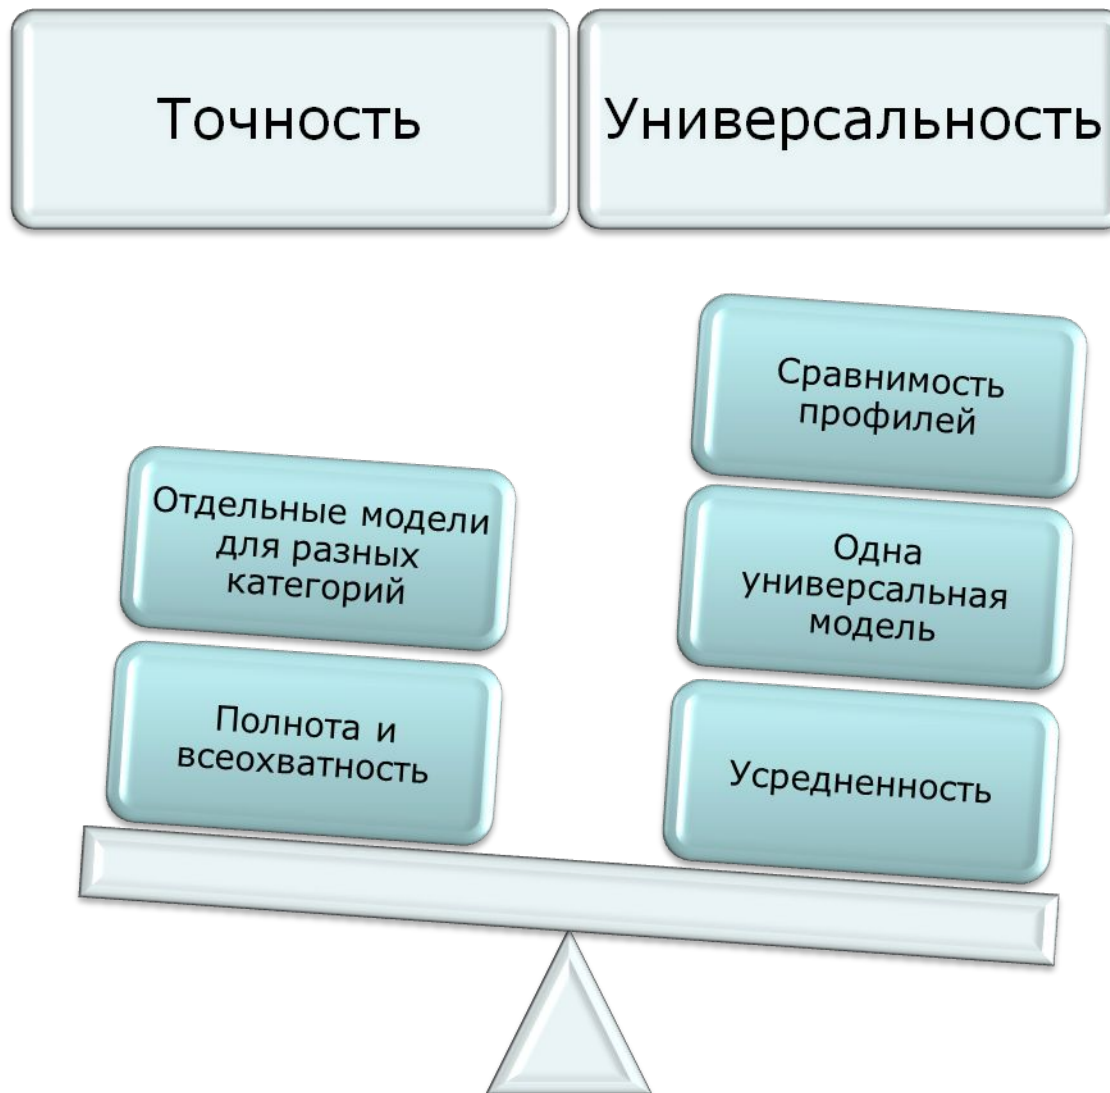 Точность
Универсальность
Сравнимость
профилей
Отдельные модели
для разных
категорий
Одна
универсальная
модель
Полнота и
всеохватность
Усредненность